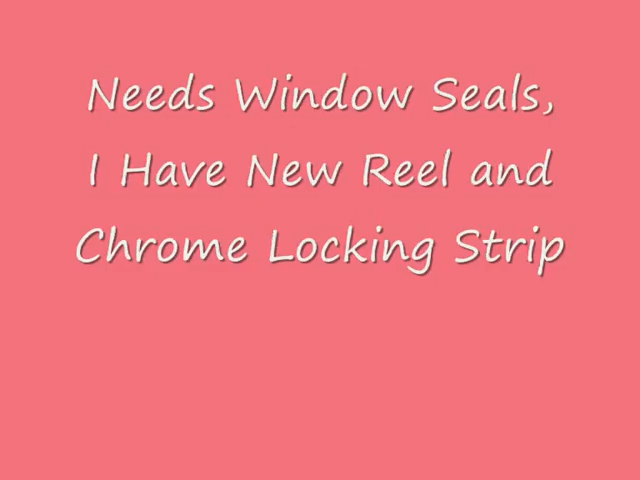 Needs Window Seals,
I Have New Reel and
Chrome Locking Strip